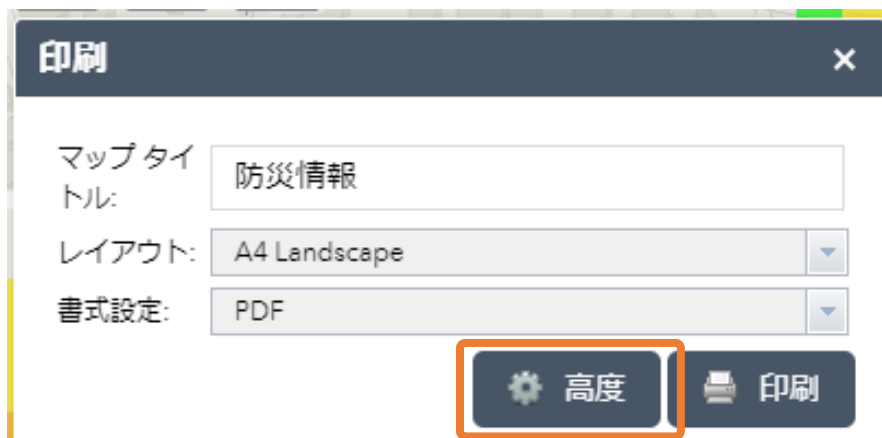 印刷
×
マップ タイ
トル:
防災情報
レイアウト:
A4 Landscape
書式設定:
PDF
高度
印刷